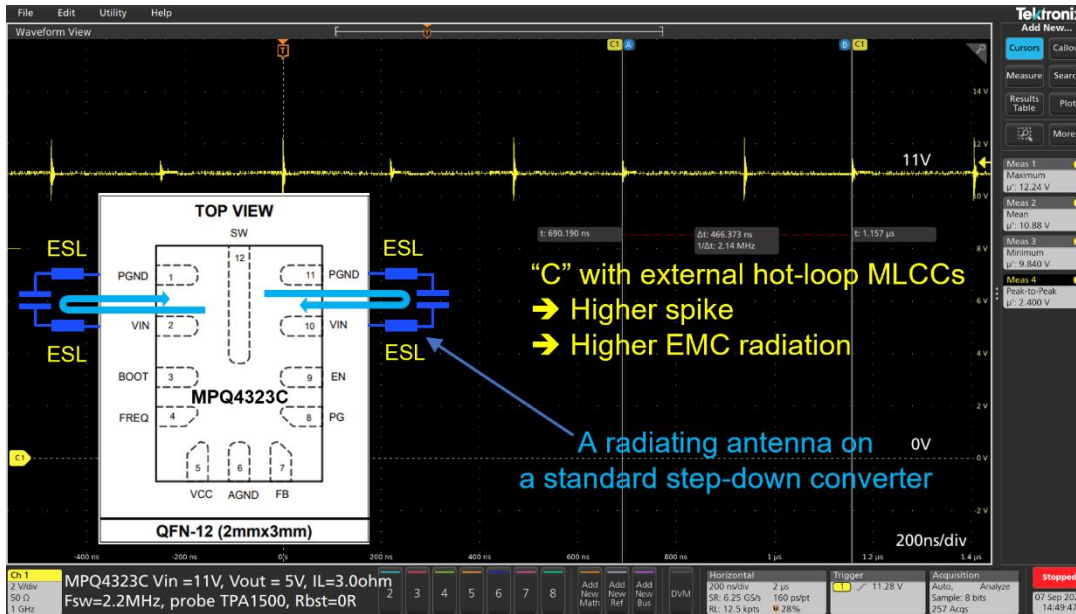 File Edit Utility Help
Tektronix
Waveform View
Add New...
C1 A
B C1
T
T
Cursors
Measure
Results Table
Plot
More
14 V
12 V
11V
10 V
8 V
6 V
4 V
2 V
0 V
-2 V
Meas 1
Maximum
µ': 12.24 V
Meas 2
Mean
µ': 10.88 V
Meas 3
Minimum
µ': 9.840 V
Meas 4
Peak-to-Peak
µ': 2.400 V
t: 690.190 ns
Δt: 466.373 ns
1/Δt: 2.14 MHz
t: 1.157 µs
TOP VIEW
SW
12
ESL
ESL
PGND 1
11 PGND
VIN 2
10 VIN
ESL
ESL
BOOT 3
9 EN
MPQ4323C
FREQ 4
8 PG
5 6 7
VCC AGND FB
QFN-12 (2mmx3mm)
“C” with external hot-loop MLCCs
➔ Higher spike
➔ Higher EMC radiation
A radiating antenna on
a standard step-down converter
0V
C1
200ns/div
-400 ns -200 ns 0's 200 ns 400 ns 600 ns 800 ns 1 µs 1.2 µs 1.4 µs
Ch 1
2 V/div
50 Ω
1 GHz
MPQ4323C Vin =11V, Vout = 5V, IL=3.0ohm
Fsw=2.2MHz, probe TPA1500, Rbst=0R
2 3 4 5 6 7 8
Add New Math
Add New Ref
Add New Bus
DVM
Horizontal
200 ns/div 2 µs
SR: 6.25 GS/s 160 ps/pt
RL: 12.5 kpts 28%
Trigger
1 11.28 V
Acquisition
Auto, Analyze
Sample: 8 bits
257 Acqs
Stopped